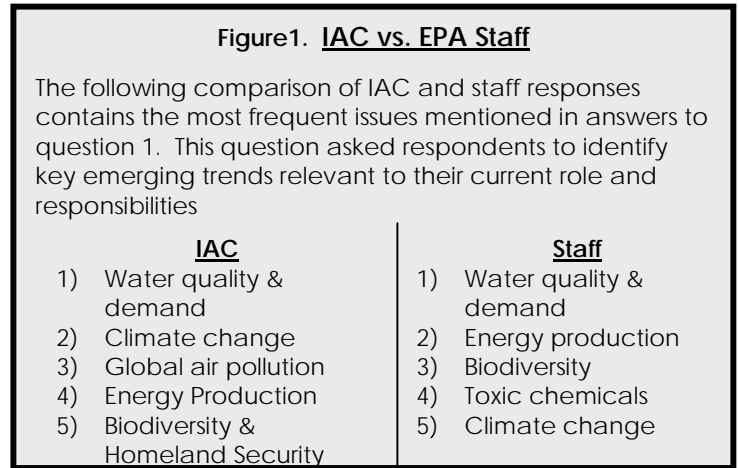 Figure1. IAC vs. EPA Staff
The following comparison of IAC and staff responses
contains the most frequent issues mentioned in answers to
question 1. This question asked respondents to identify
key emerging trends relevant to their current role and
responsibilities
IAC
1) Water quality &
demand
2) Climate change
3) Global air pollution
4) Energy Production
5) Biodiversity &
Homeland Security
Staff
1) Water quality &
demand
2) Energy production
3) Biodiversity
4) Toxic chemicals
5) Climate change